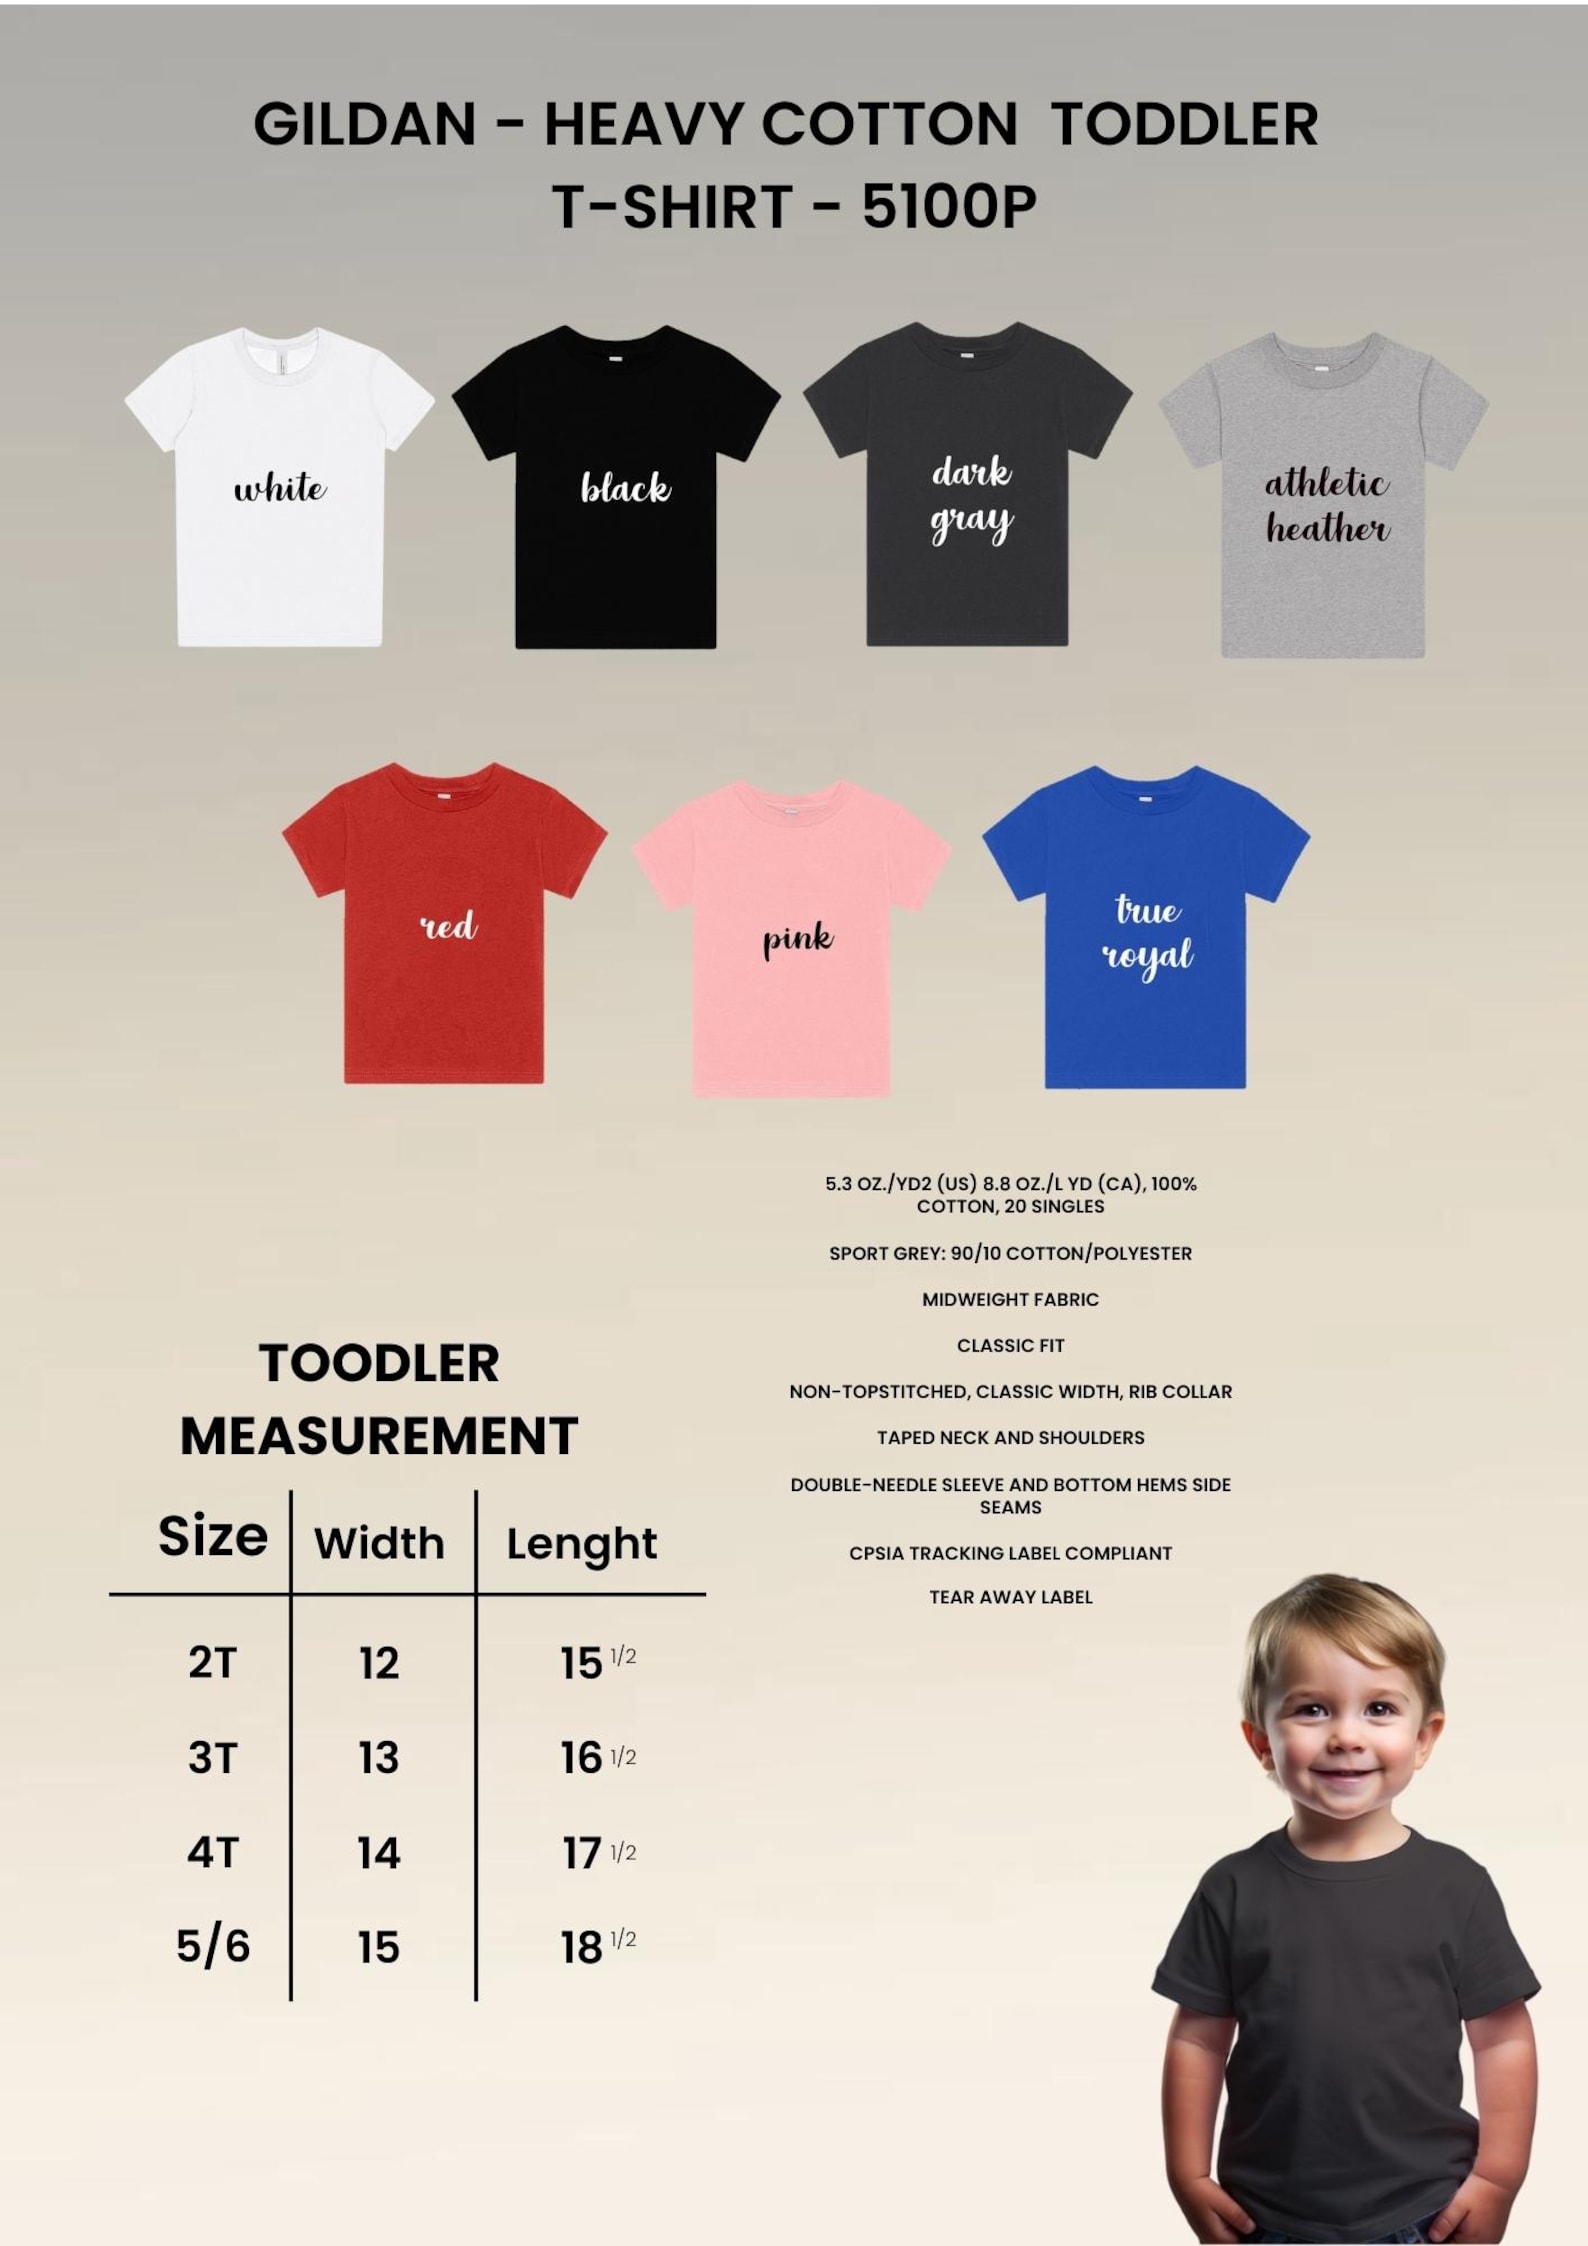 GILDAN - HEAVY COTTON TODDLER
T-SHIRT - 5100P
white
black
dark
gray
athletic
heather
red
pink
true
royal
5.3 OZ./YD2 (US) 8.8 OZ./L YD (CA), 100%
COTTON, 20 SINGLES
SPORT GREY: 90/10 COTTON/POLYESTER
MIDWEIGHT FABRIC
CLASSIC FIT
NON-TOPSTITCHED, CLASSIC WIDTH, RIB COLLAR
TAPED NECK AND SHOULDERS
DOUBLE-NEEDLE SLEEVE AND BOTTOM HEMS SIDE
SEAMS
CPSIA TRACKING LABEL COMPLIANT
TEAR AWAY LABEL
TOODLER
MEASUREMENT
Size Width Lenght
2T 12 15 1/2
3T 13 16 1/2
4T 14 17 1/2
5/6 15 18 1/2